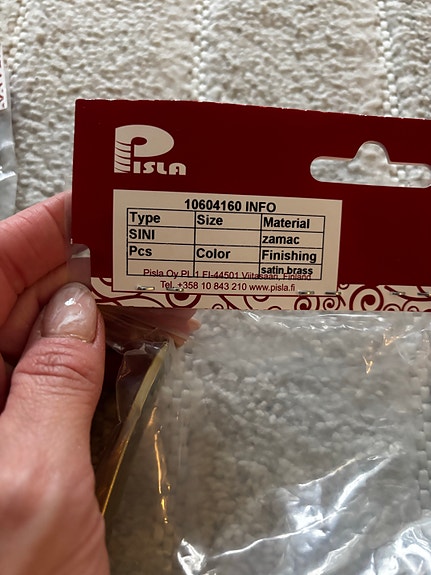 PISLA
10604160 INFO
Type Size Material
SINI zamac
Pcs Color Finishing
satin brass
Pisla Oy PL 1 FI-44501 Viitasaari, Finland
Tel. +358 10 843 210 www.pisla.fi